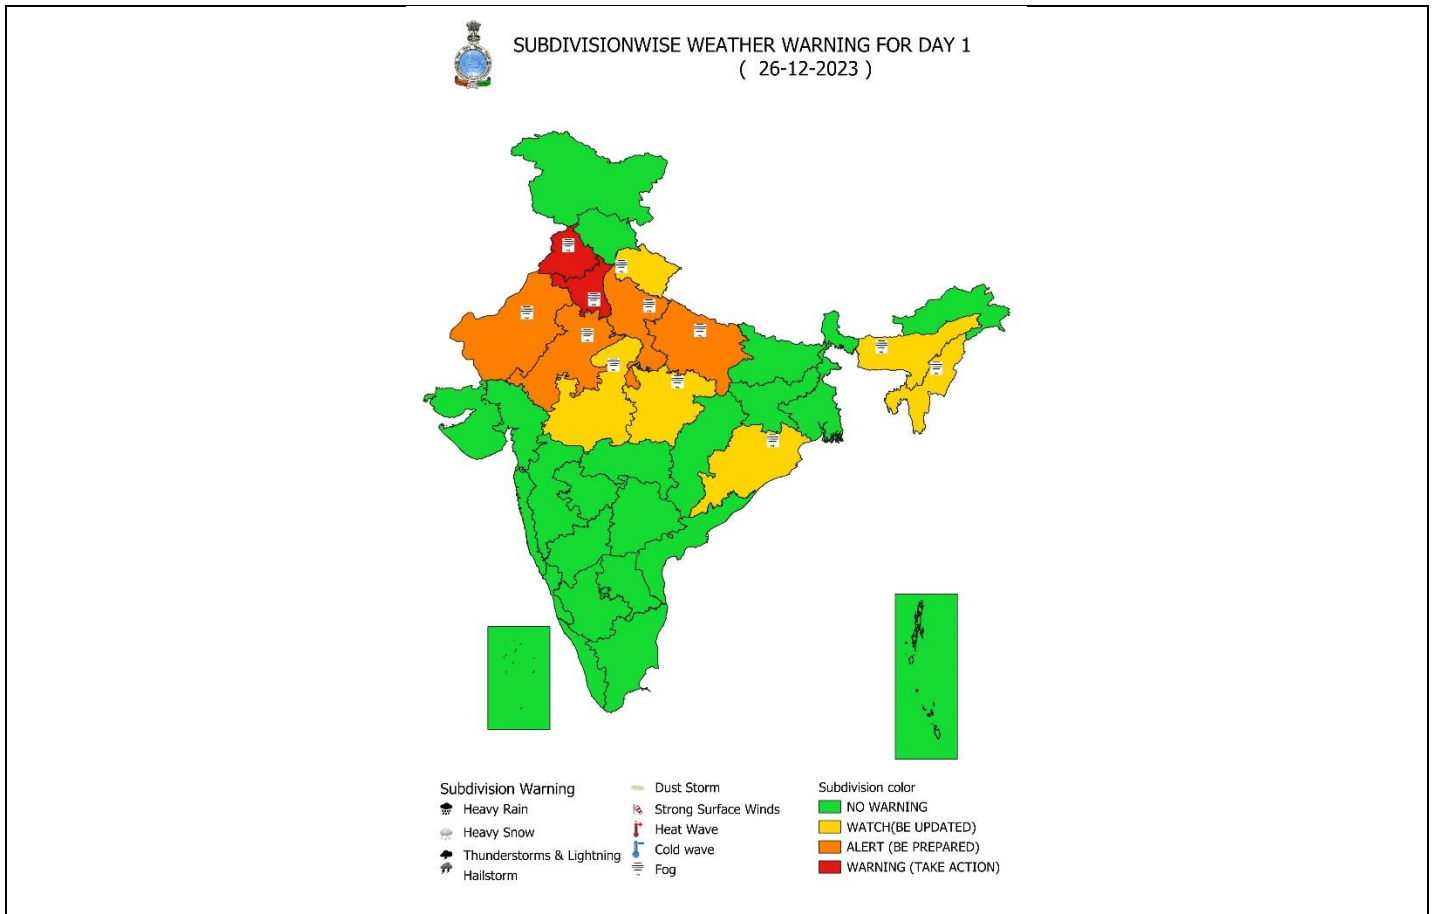 SUBDIVISIONWISE WEATHER WARNING FOR DAY 1
( 26-12-2023 )
Subdivision Warning
Heavy Rain
Heavy Snow
Thunderstorms & Lightning
Hailstorm
Dust Storm
Strong Surface Winds
Heat Wave
Cold wave
Fog
Subdivision color
NO WARNING
WATCH(BE UPDATED)
ALERT (BE PREPARED)
WARNING (TAKE ACTION)